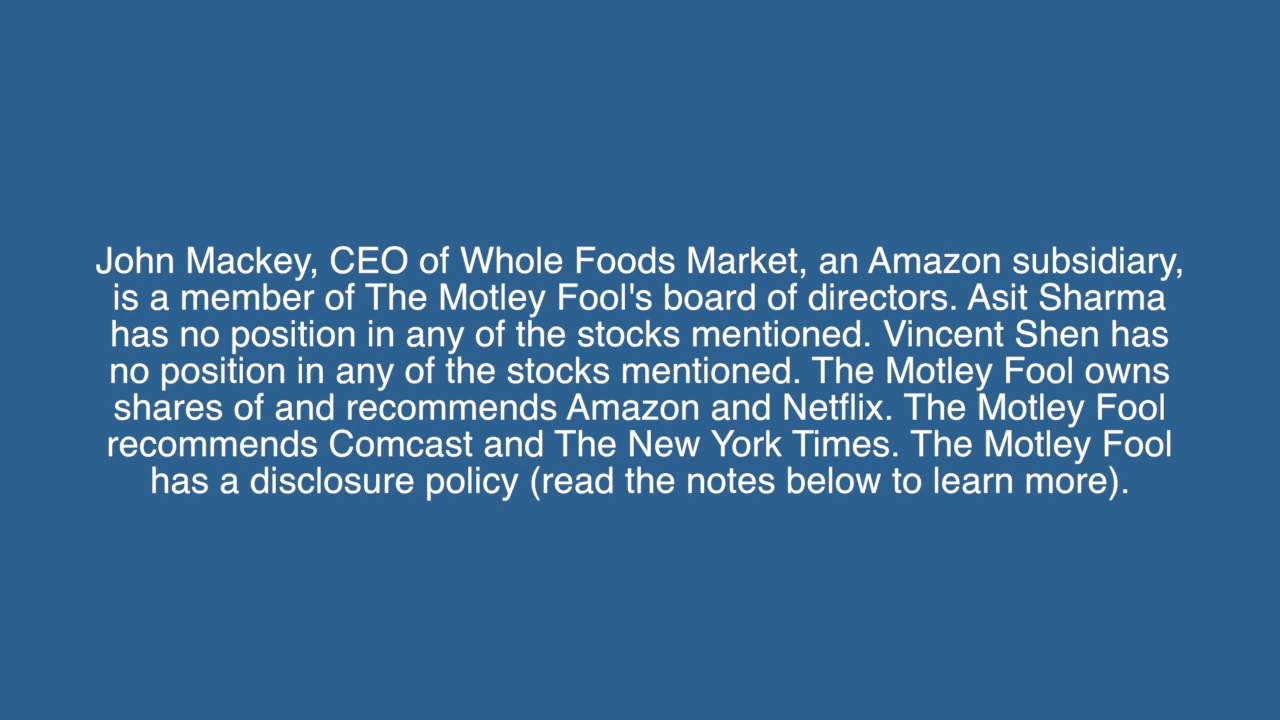 John Mackey, CEO of Whole Foods Market, an Amazon subsidiary,
is a member of The Motley Fool's board of directors. Asit Sharma
has no position in any of the stocks mentioned. Vincent Shen has
no position in any of the stocks mentioned. The Motley Fool owns
shares of and recommends Amazon and Netflix. The Motley Fool
recommends Comcast and The New York Times. The Motley Fool
has a disclosure policy (read the notes below to learn more).